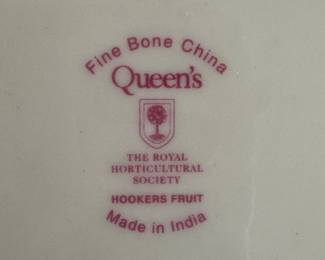 Fine Bone China
Queen's
THE ROYAL
HORTICULTURAL
SOCIETY
HOOKERS FRUIT
Made in India